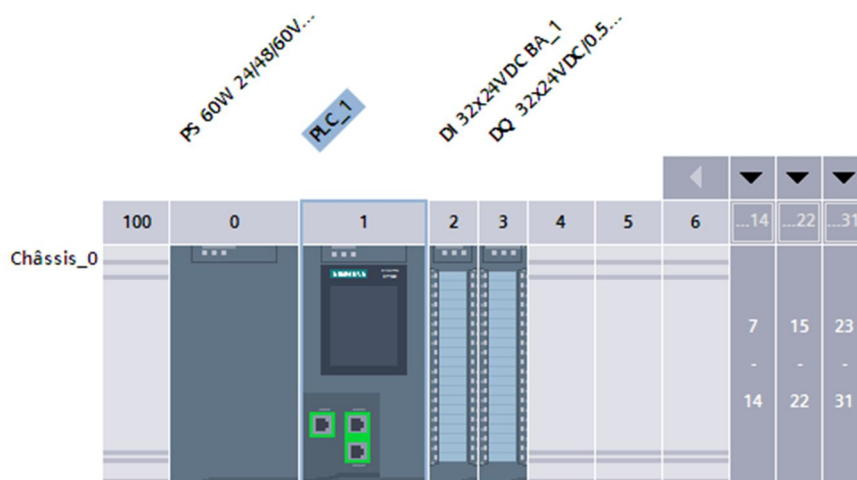 PS 60W 24/48/60V...
PLC_1
DI 32x24VDC BA_1
DQ 32x24VDC/0.5...
100 0 1 2 3 4 5 6 ...14 ...22 ...31
Châssis_0
SIEMENS
7 15 23
- - -
14 22 31